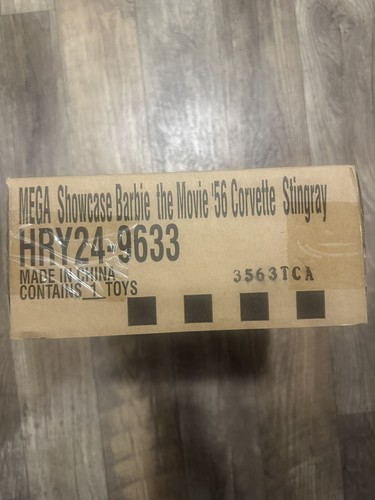 MEGA Showcase Barbie the Movie '56 Corvette Stingray
HRY24-9633
MADE IN CHINA
3563TCA
CONTAINS 1 TOYS